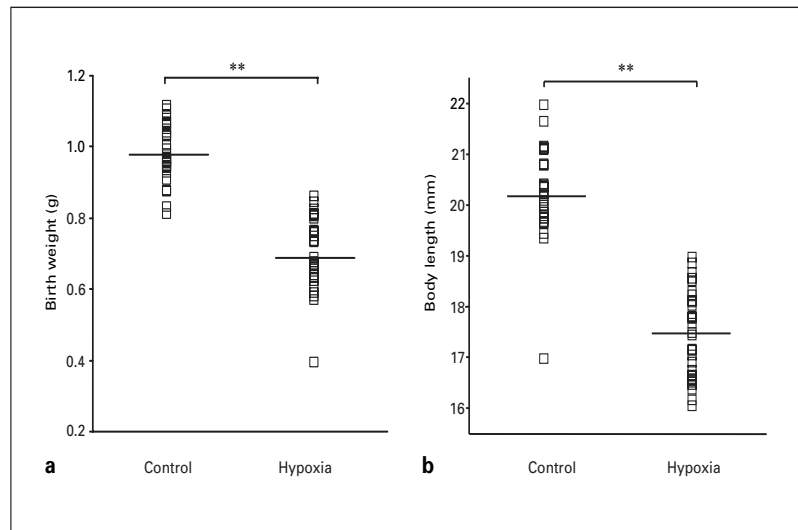 **
1.2
1.0
0.8
0.6
0.4
0.2
Birth weight (g)
Control
Hypoxia
a
**
22
21
20
19
18
17
16
Body length (mm)
Control
Hypoxia
b